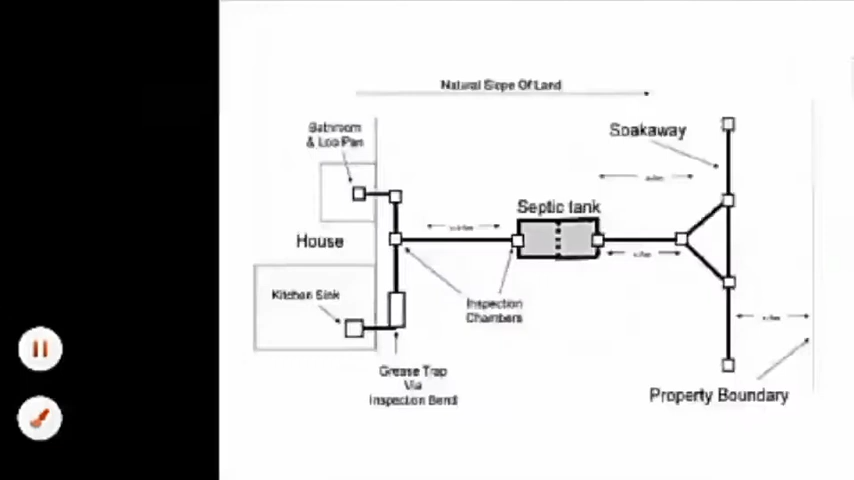 Natural Slope Of Land
Bathroom
& Loo Pan
Soakaway
Septic tank
House
Kitchen Sink
Inspection
Chambers
Grease Trap
Via
Inspection Bend
Property Boundary